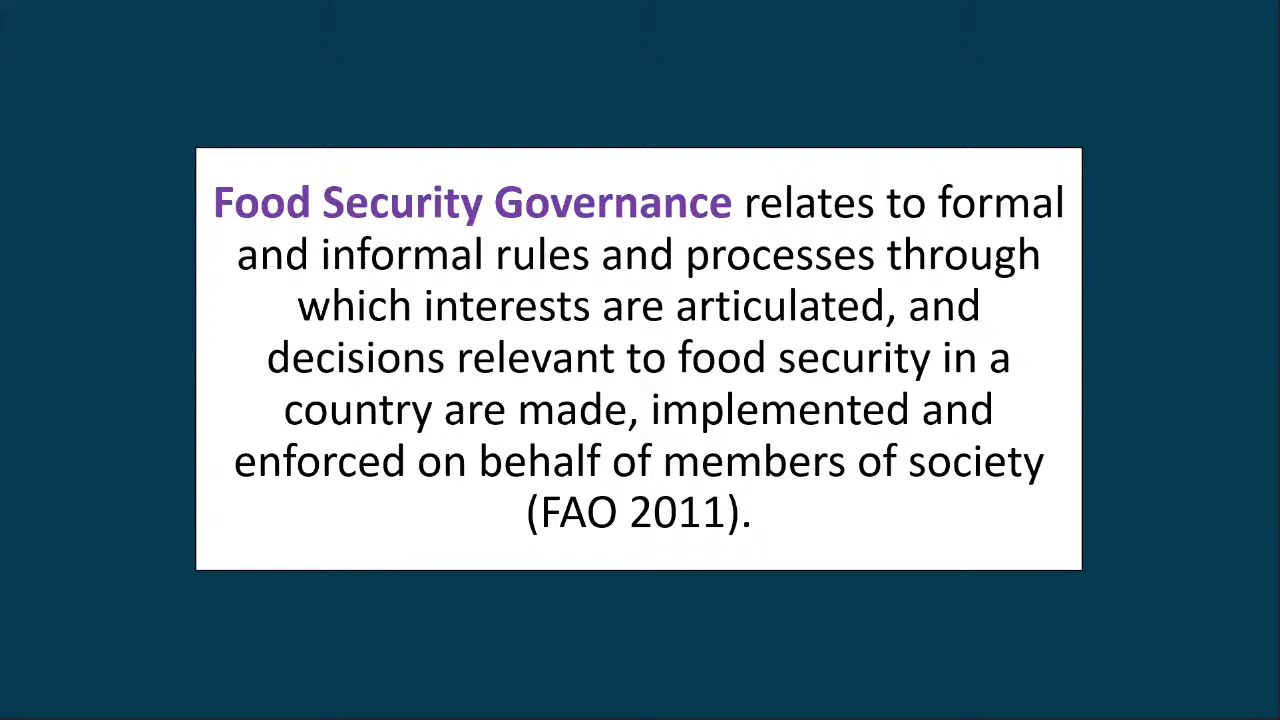 Food Security Governance relates to formal
and informal rules and processes through
which interests are articulated, and
decisions relevant to food security in a
country are made, implemented and
enforced on behalf of members of society
(FAO 2011).